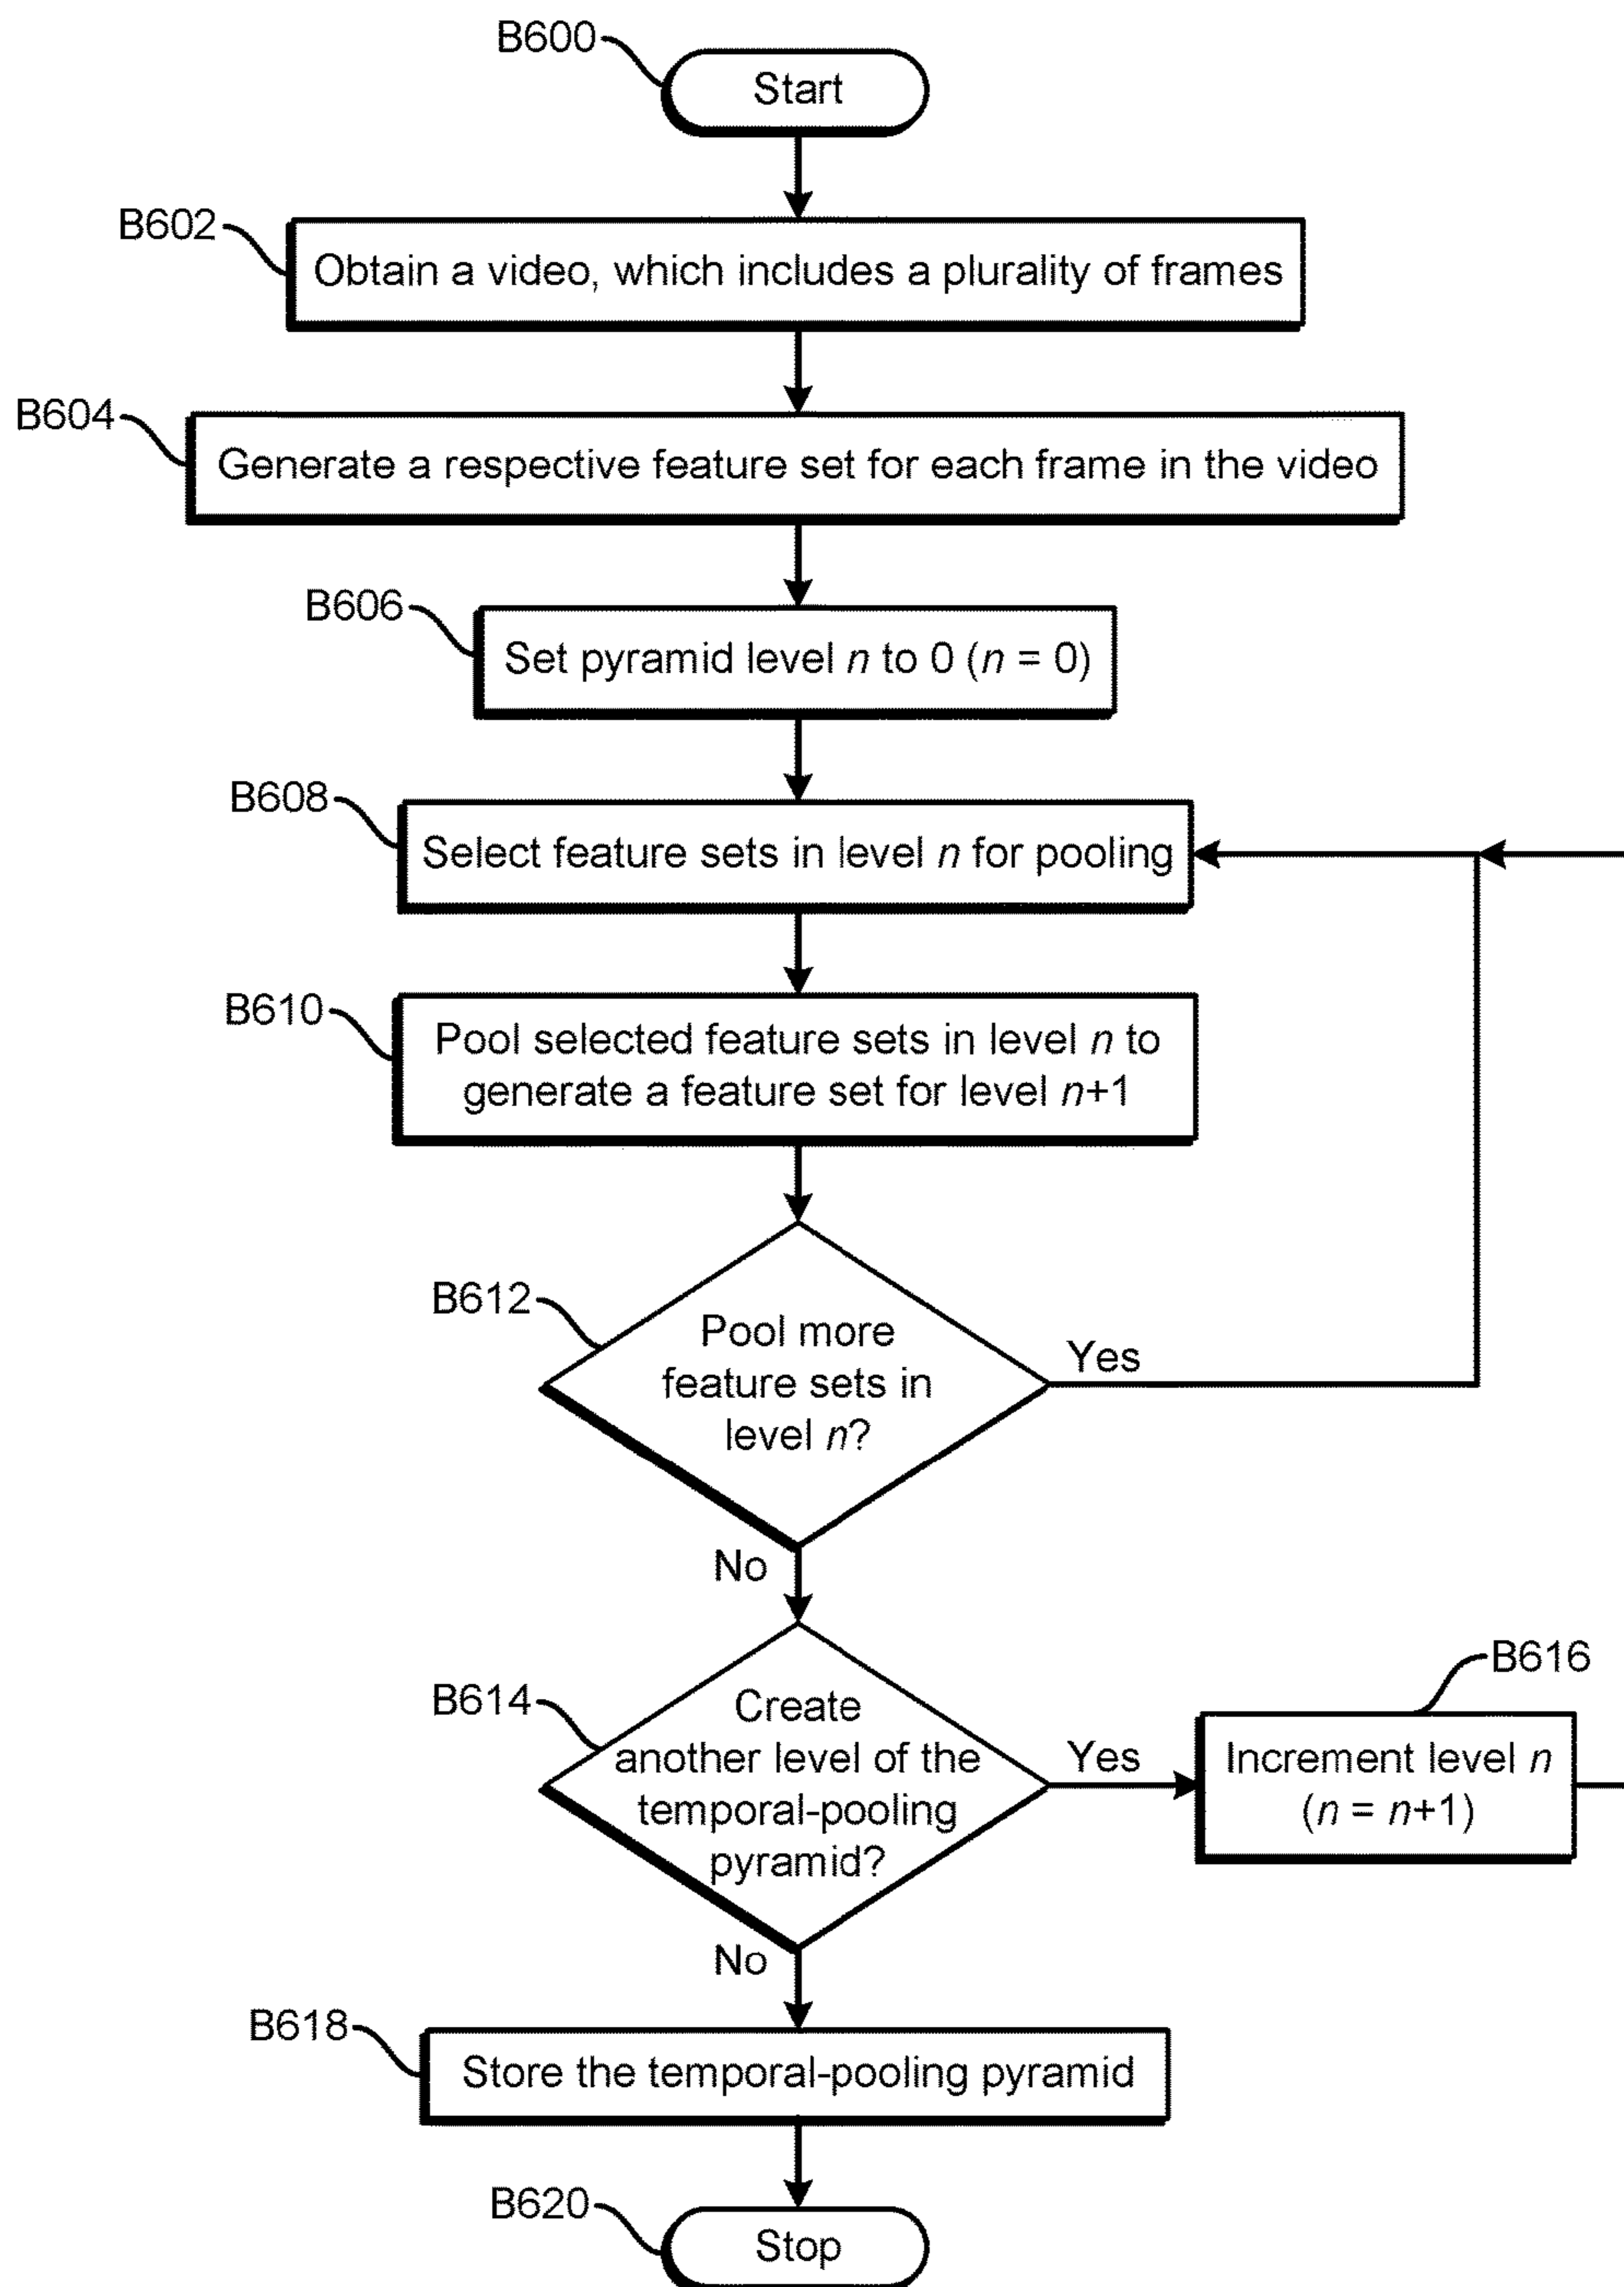 B600
Start
B602
Obtain a video, which includes a plurality of frames
B604
Generate a respective feature set for each frame in the video
B606
Set pyramid level n to 0 (n = 0)
B608
Select feature sets in level n for pooling
B610
Pool selected feature sets in level n to
generate a feature set for level n+1
B612
Pool more
feature sets in
level n?
Yes
No
B614
Create
another level of the
temporal-pooling
pyramid?
Yes
B616
Increment level n
(n = n+1)
No
B618
Store the temporal-pooling pyramid
B620
Stop